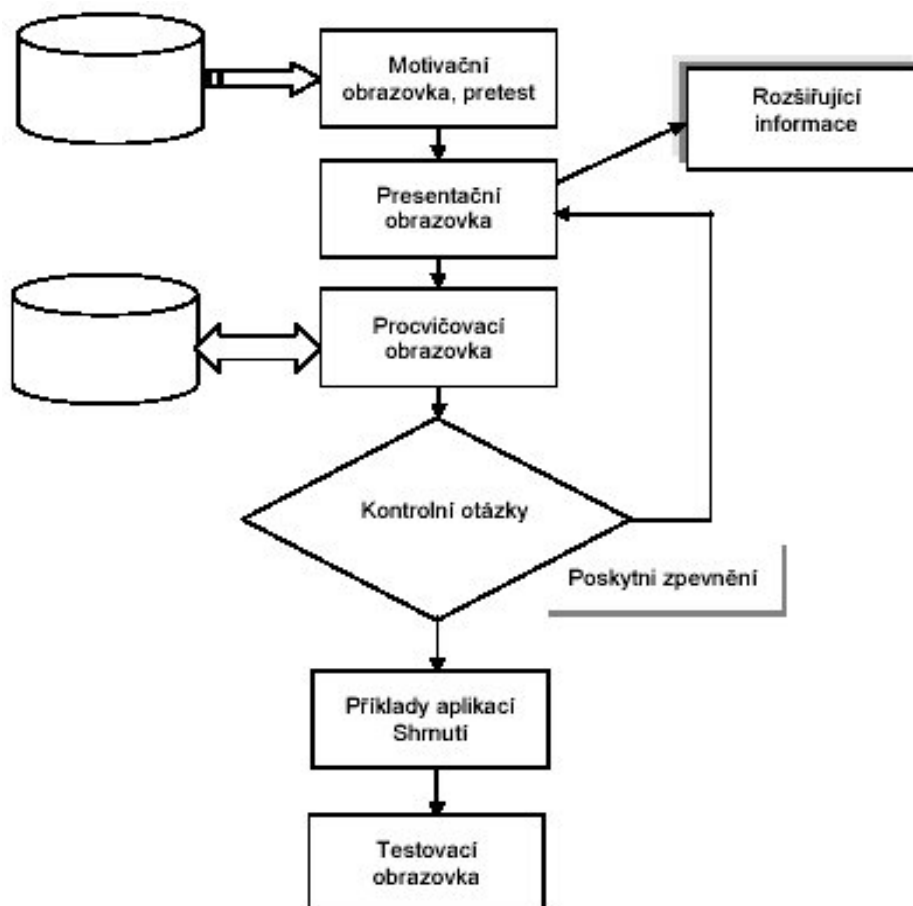 Motivační
obrazovka, pretest
Rozšiřující
informace
Presentační
obrazovka
Procvičovací
obrazovka
Kontrolní otázky
Poskytni zpevnění
Příklady aplikací
Shrnutí
Testovací
obrazovka